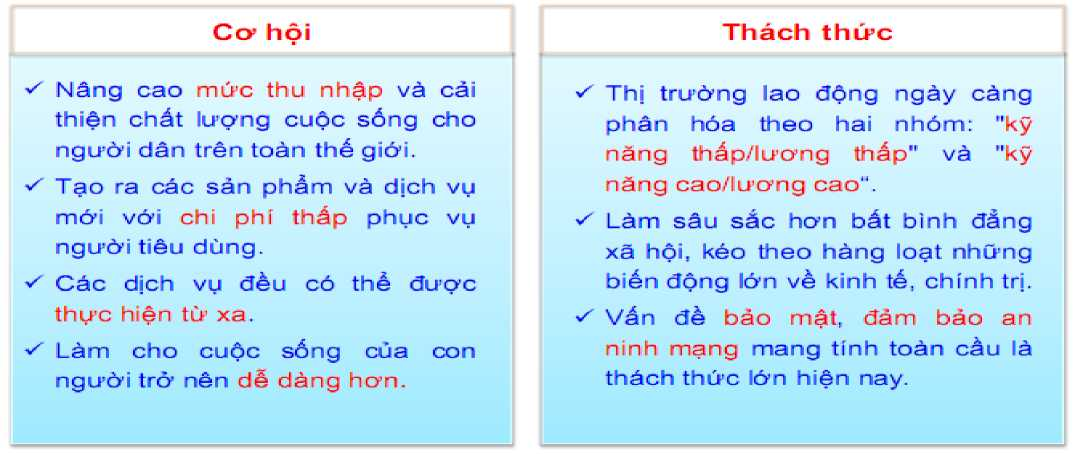 Cơ hội
✓ Nâng cao mức thu nhập và cải
thiện chất lượng cuộc sống cho
người dân trên toàn thế giới.
✓ Tạo ra các sản phẩm và dịch vụ
mới với chi phí thấp phục vụ
người tiêu dùng.
✓ Các dịch vụ đều có thể được
thực hiện từ xa.
✓ Làm cho cuộc sống của con
người trở nên dễ dàng hơn.
Thách thức
✓ Thị trường lao động ngày càng
phân hóa theo hai nhóm: "kỹ
năng thấp/lương thấp" và "kỹ
năng cao/lương cao“.
✓ Làm sâu sắc hơn bất bình đẳng
xã hội, kéo theo hàng loạt những
biến động lớn về kinh tế, chính trị.
✓ Vấn đề bảo mật, đảm bảo an
ninh mạng mang tính toàn cầu là
thách thức lớn hiện nay.